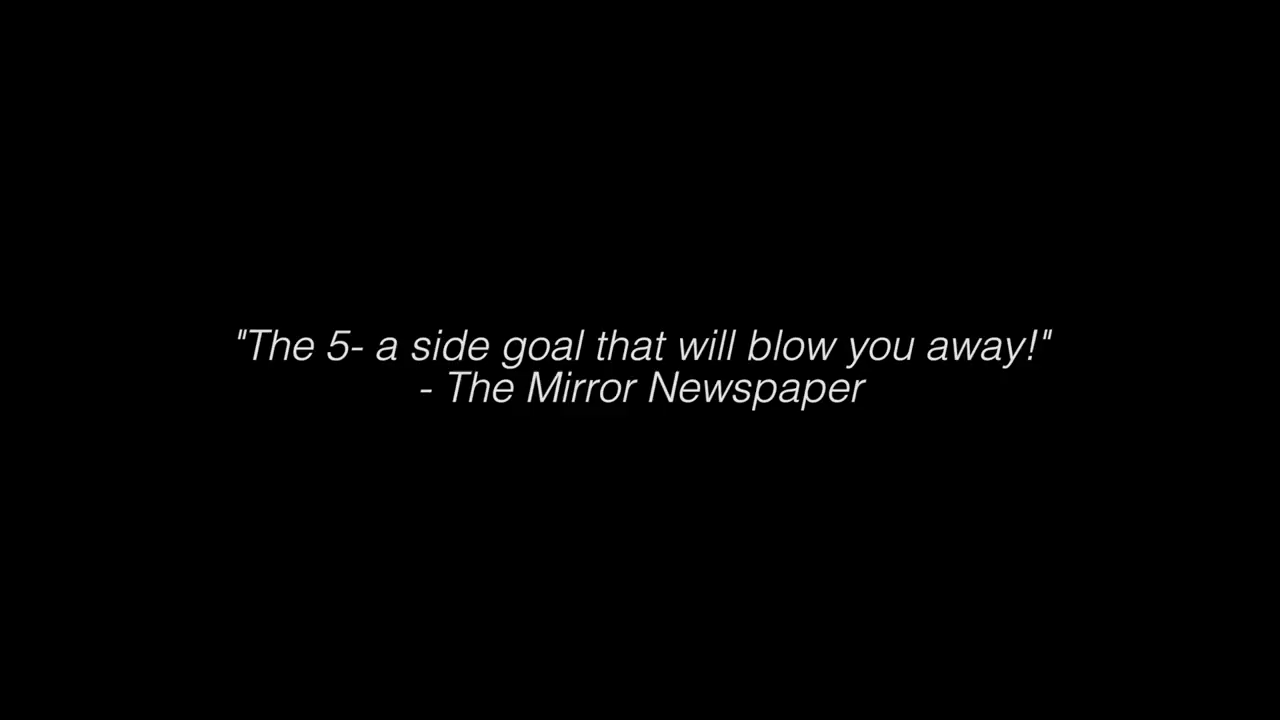 "The 5- a side goal that will blow you away!"
- The Mirror Newspaper